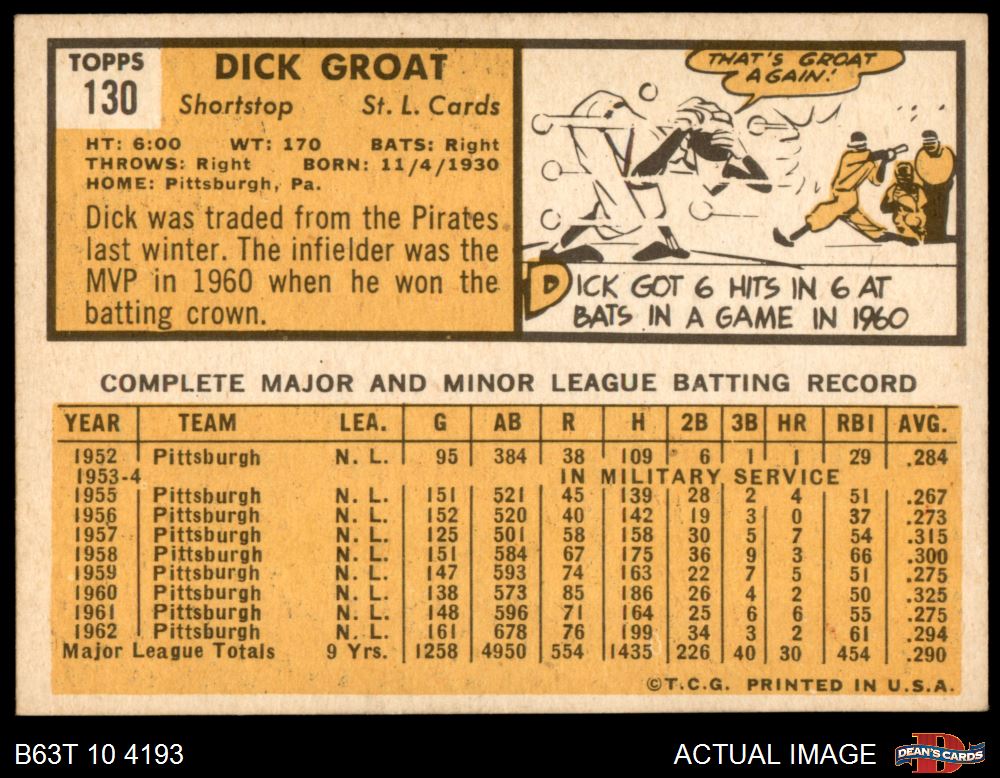 TOPPS
130
DICK GROAT
Shortstop St. L. Cards
HT: 6:00 WT: 170 BATS: Right
THROWS: Right BORN: 11/4/1930
HOME: Pittsburgh, Pa.
Dick was traded from the Pirates
last winter. The infielder was the
MVP in 1960 when he won the
batting crown.
THAT'S GROAT
AGAIN!
DICK GOT 6 HITS IN 6 AT
BATS IN A GAME IN 1960
COMPLETE MAJOR AND MINOR LEAGUE BATTING RECORD
YEAR TEAM LEA. G AB R H 2B 3B HR RBI AVG.
1952 Pittsburgh N. L. 95 384 38 109 6 1 1 29 .284
1953-4 IN MILITARY SERVICE
1955 Pittsburgh N. L. 151 521 45 139 28 2 4 51 .267
1956 Pittsburgh N. L. 152 520 40 142 19 3 0 37 .273
1957 Pittsburgh N. L. 125 501 58 158 30 5 7 54 .315
1958 Pittsburgh N. L. 151 584 67 175 36 9 3 66 .300
1959 Pittsburgh N. L. 147 593 74 163 22 7 5 51 .275
1960 Pittsburgh N. L. 138 573 85 186 26 4 2 50 .325
1961 Pittsburgh N. L. 148 596 71 164 25 6 6 55 .275
1962 Pittsburgh N. L. 161 678 76 199 34 3 2 61 .294
Major League Totals 9 Yrs. 1258 4950 554 1435 226 40 30 454 .290
©T.C.G. PRINTED IN U.S.A.
B63T 10 4193 ACTUAL IMAGE DEAN'S CARDS